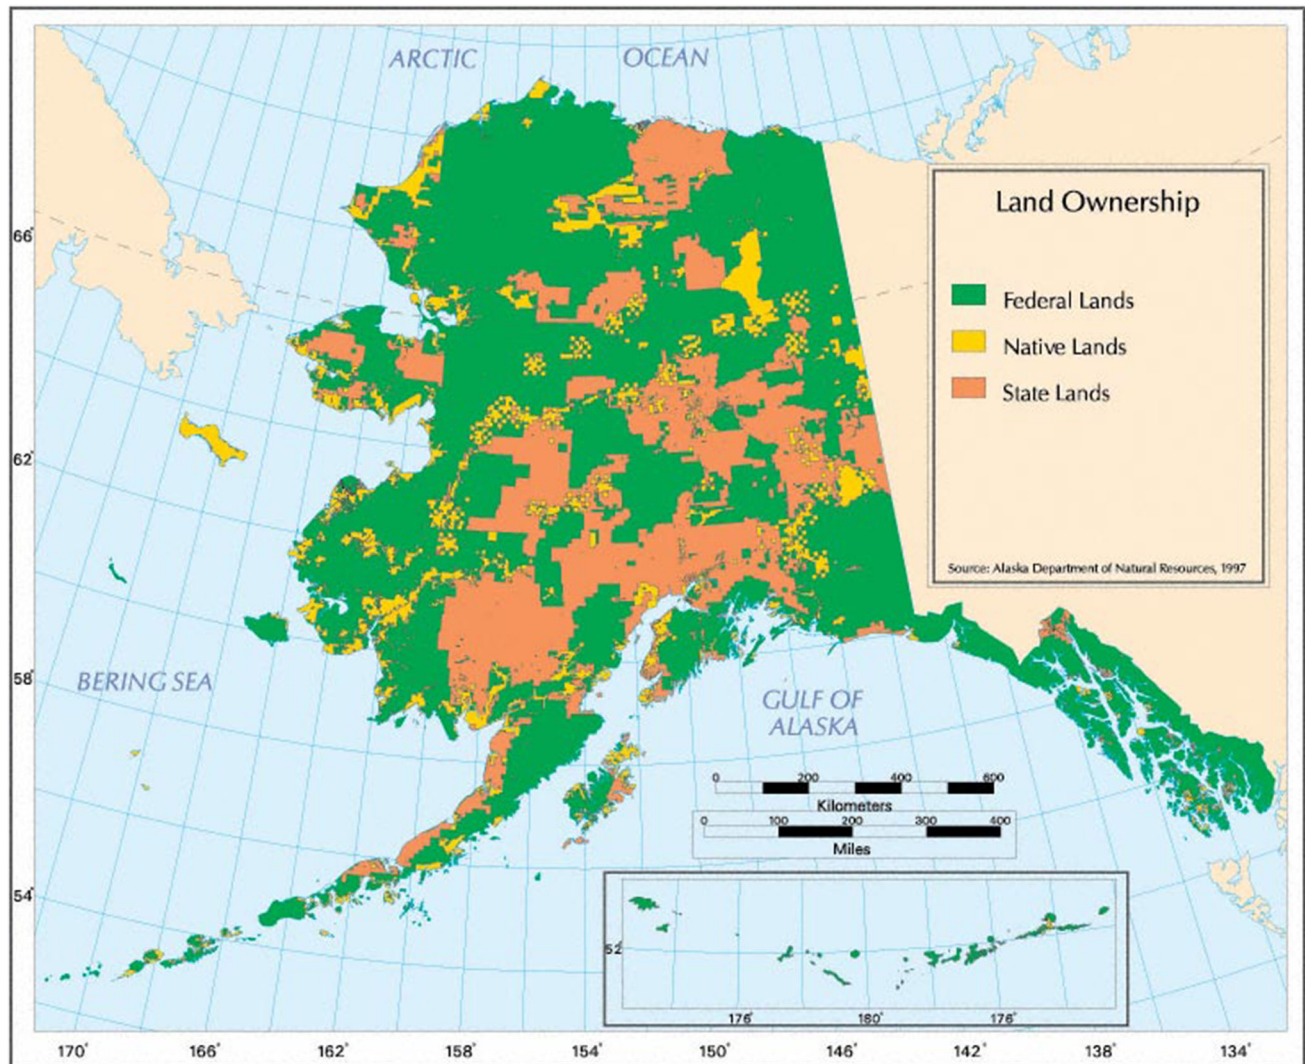 ARCTIC OCEAN
Land Ownership
66°
Federal Lands
Native Lands
State Lands
62°
Source: Alaska Department of Natural Resources, 1997
58°
BERING SEA
GULF OF
ALASKA
0 200 400 600
Kilometers
0 100 200 300 400
Miles
54°
52°
176° 180° 176°
170° 166° 162° 158° 154° 150° 146° 142° 138° 134°